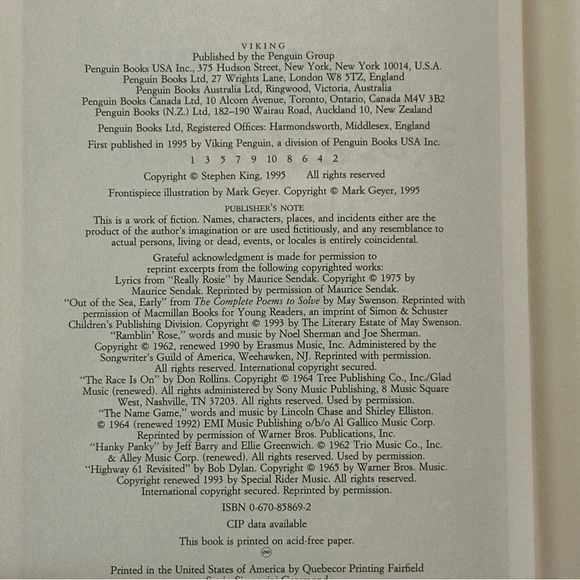 VIKING
Published by the Penguin Group
Penguin Books USA Inc., 375 Hudson Street, New York, New York 10014, U.S.A.
Penguin Books Ltd, 27 Wrights Lane, London W8 5TZ, England
Penguin Books Australia Ltd, Ringwood, Victoria, Australia
Penguin Books Canada Ltd, 10 Alcorn Avenue, Toronto, Ontario, Canada M4V 3B2
Penguin Books (N.Z.) Ltd, 182–190 Wairau Road, Auckland 10, New Zealand
Penguin Books Ltd, Registered Offices: Harmondsworth, Middlesex, England
First published in 1995 by Viking Penguin, a division of Penguin Books USA Inc.
1 3 5 7 9 10 8 6 4 2
Copyright © Stephen King, 1995 All rights reserved
Frontispiece illustration by Mark Geyer. Copyright © Mark Geyer, 1995
PUBLISHER'S NOTE
This is a work of fiction. Names, characters, places, and incidents either are the
product of the author's imagination or are used fictitiously, and any resemblance to
actual persons, living or dead, events, or locales is entirely coincidental.
Grateful acknowledgment is made for permission to
reprint excerpts from the following copyrighted works:
Lyrics from "Really Rosie" by Maurice Sendak. Copyright © 1975 by
Maurice Sendak. Reprinted by permission of Maurice Sendak.
"Out of the Sea, Early" from The Complete Poems to Solve by May Swenson. Reprinted with
permission of Macmillan Books for Young Readers, an imprint of Simon & Schuster
Children's Publishing Division. Copyright © 1993 by The Literary Estate of May Swenson.
"Ramblin' Rose," words and music by Noel Sherman and Joe Sherman.
Copyright © 1962, renewed 1990 by Erasmus Music, Inc. Administered by the
Songwriter's Guild of America, Weehawken, NJ. Reprinted with permission.
All rights reserved. International copyright secured.
"The Race Is On" by Don Rollins. Copyright © 1964 Tree Publishing Co., Inc./Glad
Music (renewed). All rights administered by Sony Music Publishing, 8 Music Square
West, Nashville, TN 37203. All rights reserved. Used by permission.
"The Name Game," words and music by Lincoln Chase and Shirley Elliston.
© 1964 (renewed 1992) EMI Music Publishing o/b/o Al Gallico Music Corp.
Reprinted by permission of Warner Bros. Publications, Inc.
"Hanky Panky" by Jeff Barry and Ellie Greenwich. © 1962 Trio Music Co., Inc.
& Alley Music Corp. (renewed). All rights reserved. Used by permission.
"Highway 61 Revisited" by Bob Dylan. Copyright © 1965 by Warner Bros. Music.
Copyright renewed 1993 by Special Rider Music. All rights reserved.
International copyright secured. Reprinted by permission.
ISBN 0-670-85869-2
CIP data available
This book is printed on acid-free paper.
Printed in the United States of America by Quebecor Printing Fairfield